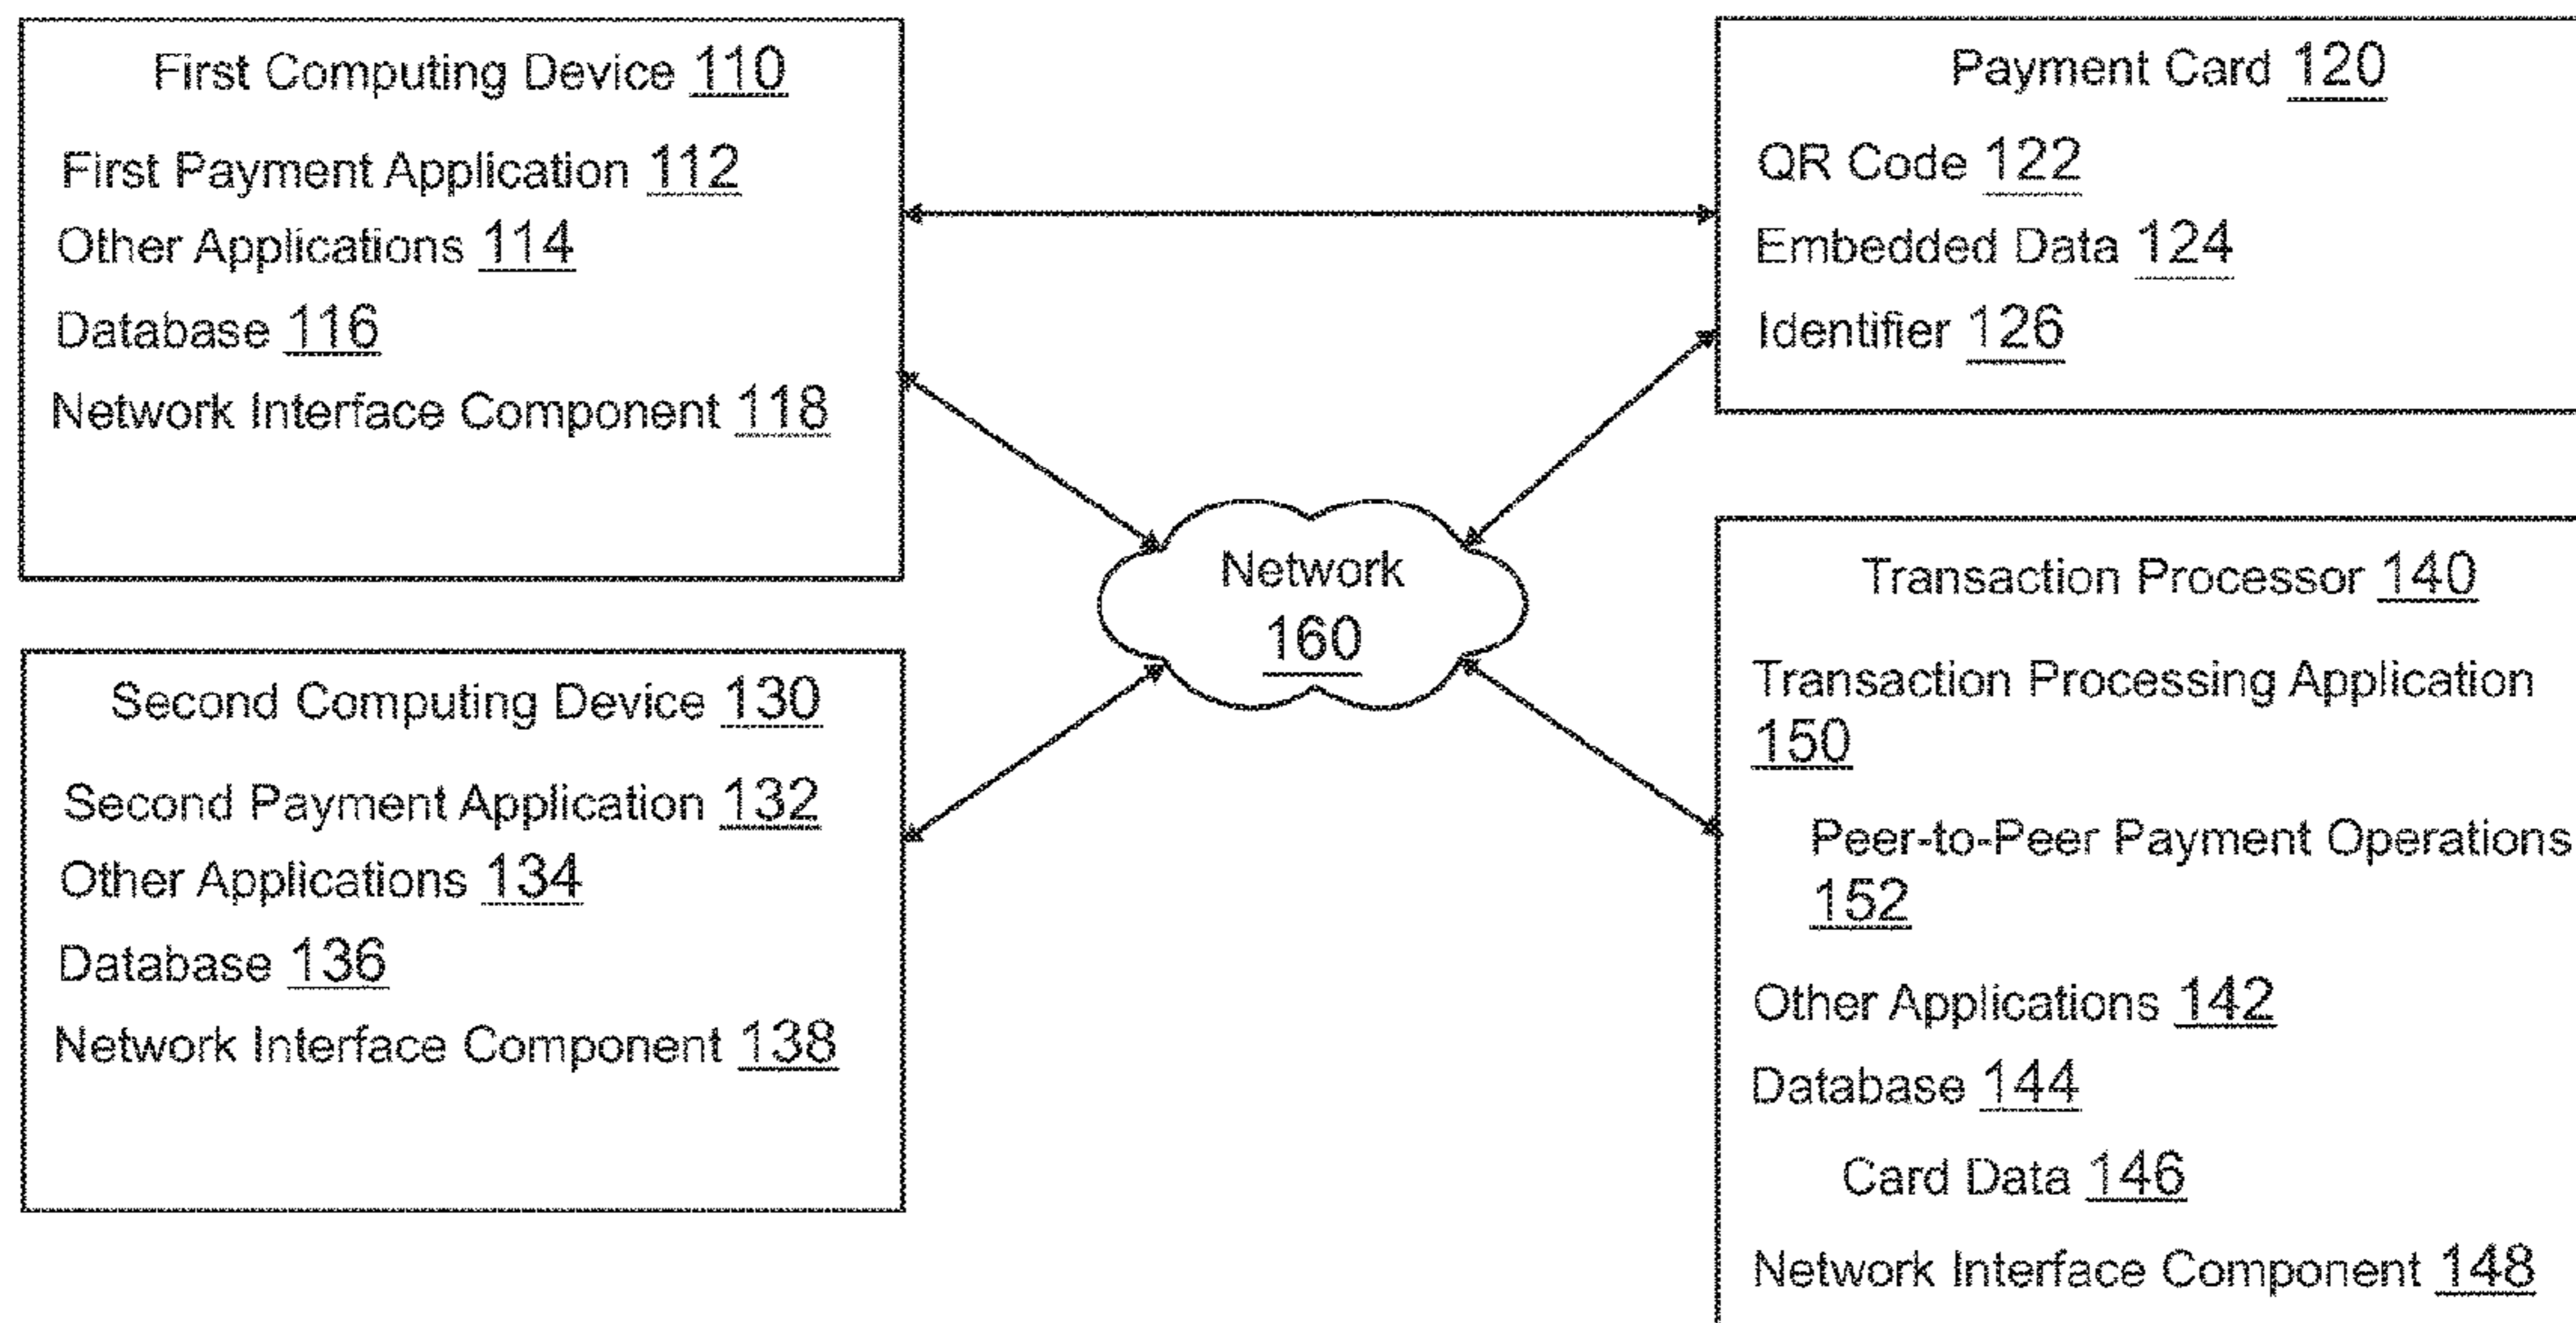 First Computing Device 110
First Payment Application 112
Other Applications 114
Database 116
Network Interface Component 118
Payment Card 120
QR Code 122
Embedded Data 124
Identifier 126
Network
160
Second Computing Device 130
Second Payment Application 132
Other Applications 134
Database 136
Network Interface Component 138
Transaction Processor 140
Transaction Processing Application
150
Peer-to-Peer Payment Operations
152
Other Applications 142
Database 144
Card Data 146
Network Interface Component 148